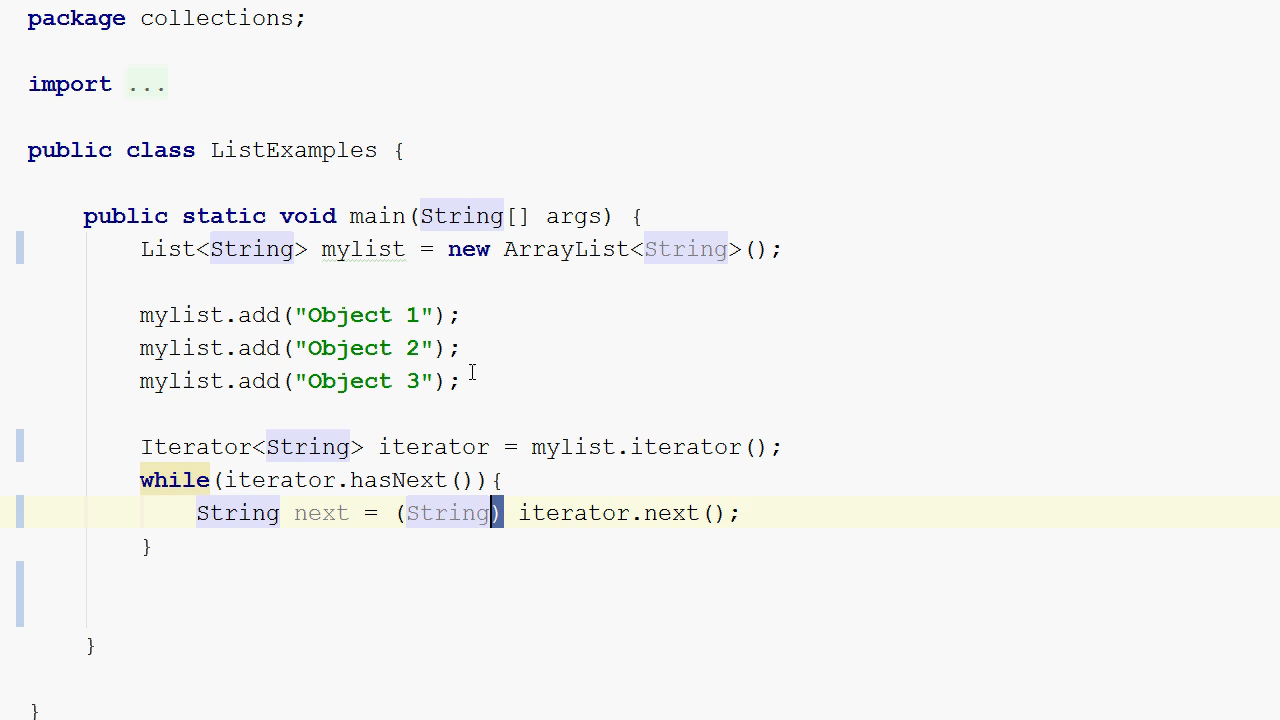 package collections;
import ...
public class ListExamples {
public static void main(String[] args) {
List<String> mylist = new ArrayList<String>();
mylist.add("Object 1");
mylist.add("Object 2");
mylist.add("Object 3");
Iterator<String> iterator = mylist.iterator();
while(iterator.hasNext()){
String next = (String) iterator.next();
}
}
}